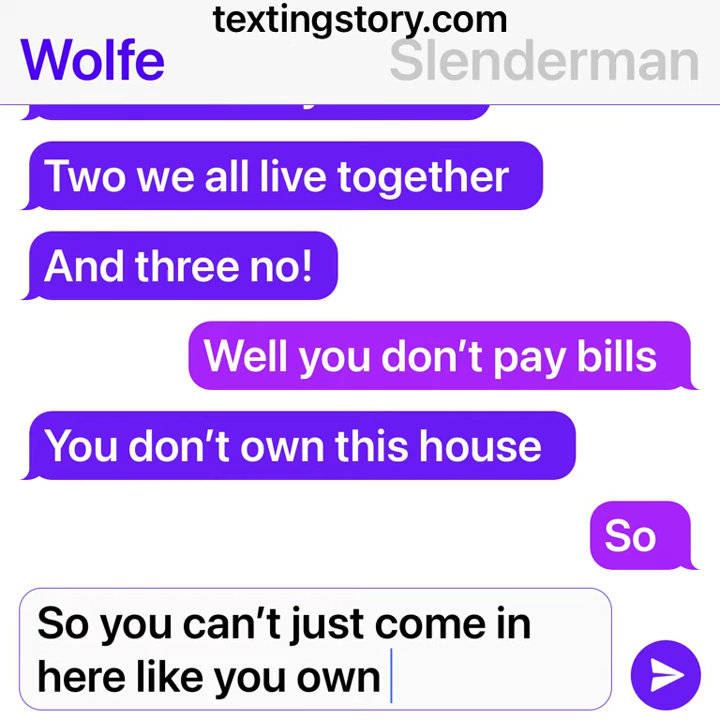 textingstory.com
Wolfe
Slenderman
Two we all live together
And three no!
Well you don’t pay bills
You don’t own this house
So
So you can’t just come in
here like you own